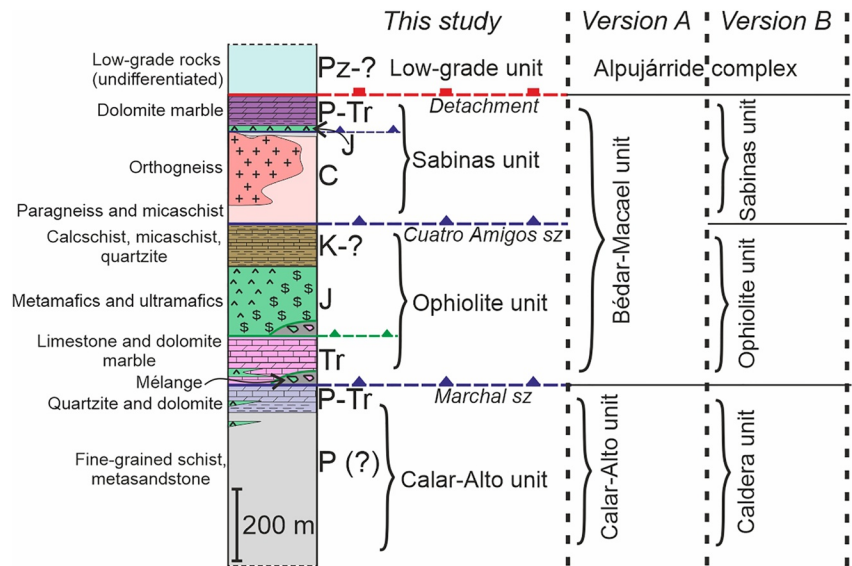 This study
Version A
Version B
Low-grade rocks
(undifferentiated)
Pz-?
Low-grade unit
Alpujárride complex
Dolomite marble
P-Tr
Detachment
J
Orthogneiss
C
Sabinas unit
Paragneiss and micaschist
Cuatro Amigos sz
Calcschist, micaschist,
quartzite
K-?
Metamafics and ultramafics
J
Ophiolite unit
Limestone and dolomite
marble
Tr
Mélange
Quartzite and dolomite
P-Tr
Marchal sz
Fine-grained schist,
metasandstone
P (?)
Calar-Alto unit
200 m
Bédar-Macael unit
Calar-Alto unit
Sabinas unit
Ophiolite unit
Caldera unit